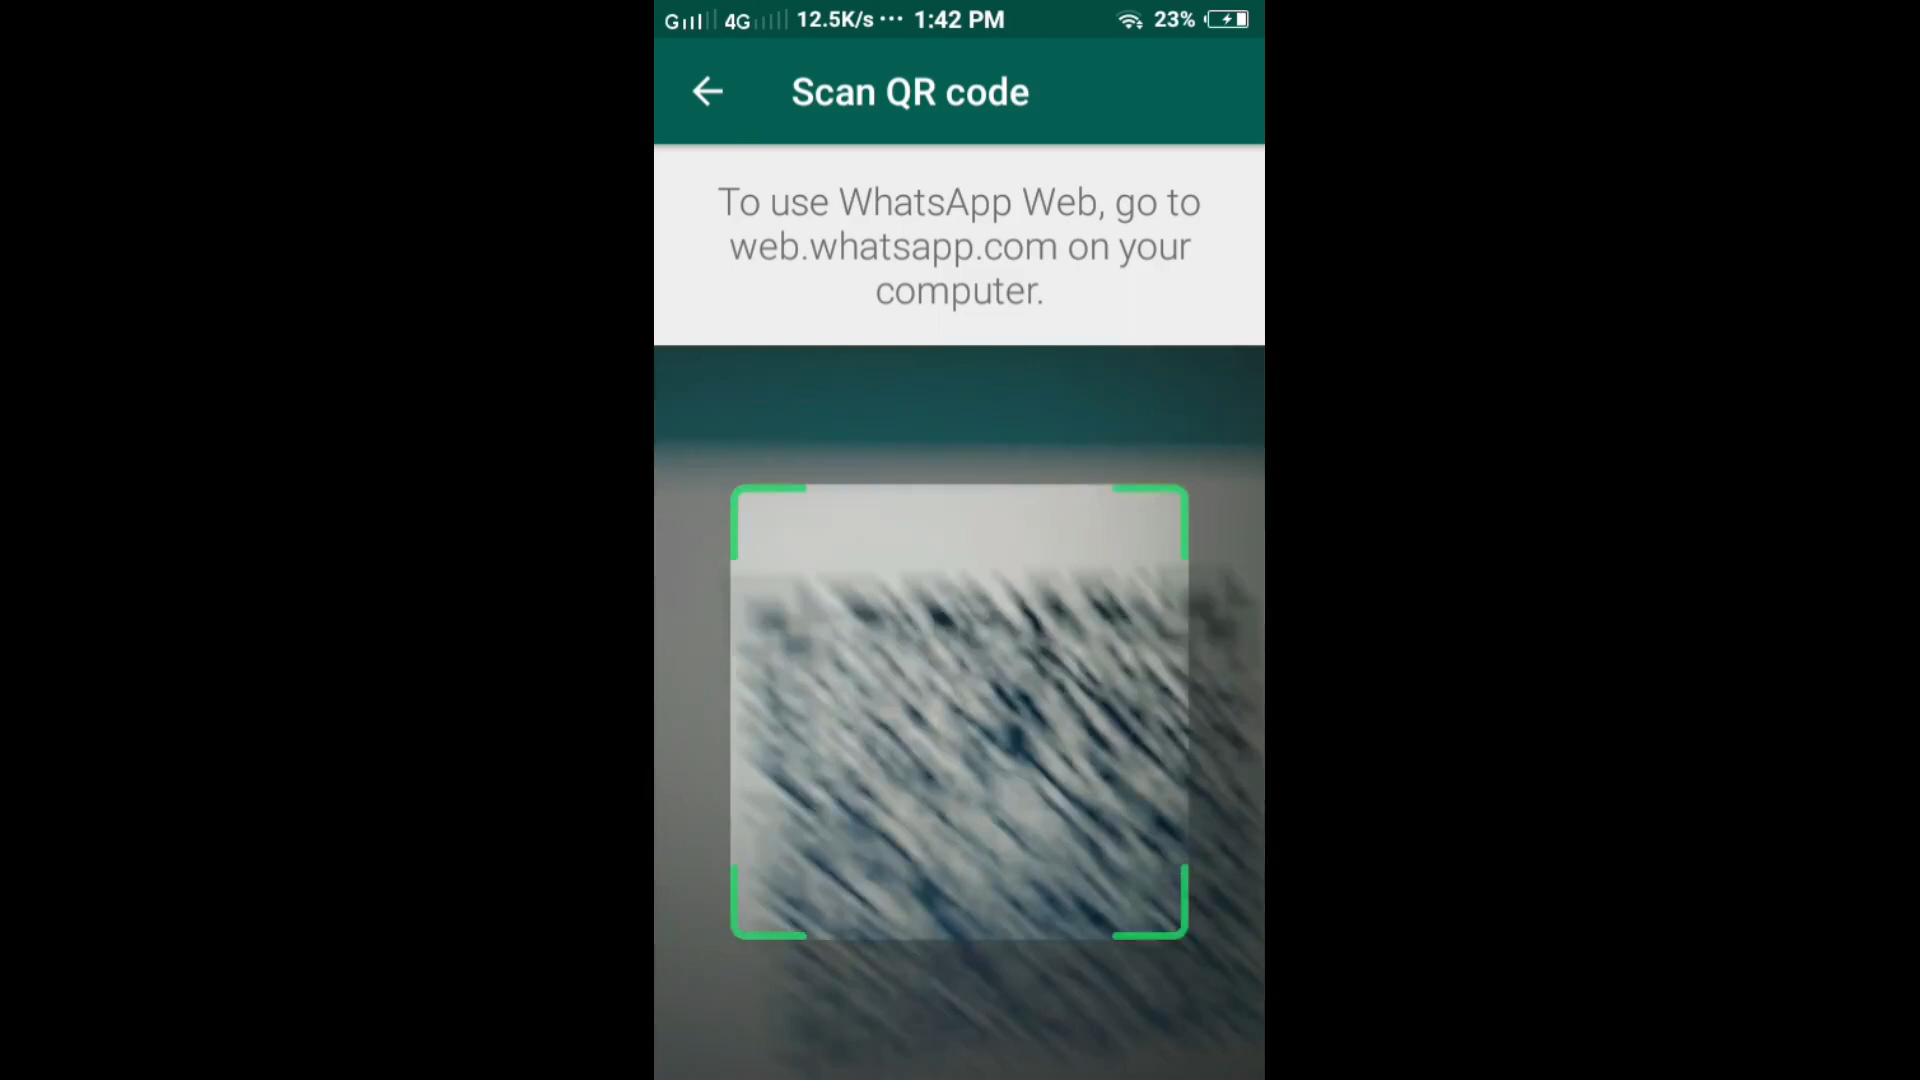 G 4G 12.5K/s ··· 1:42 PM 23%
Scan QR code
To use WhatsApp Web, go to
web.whatsapp.com on your
computer.